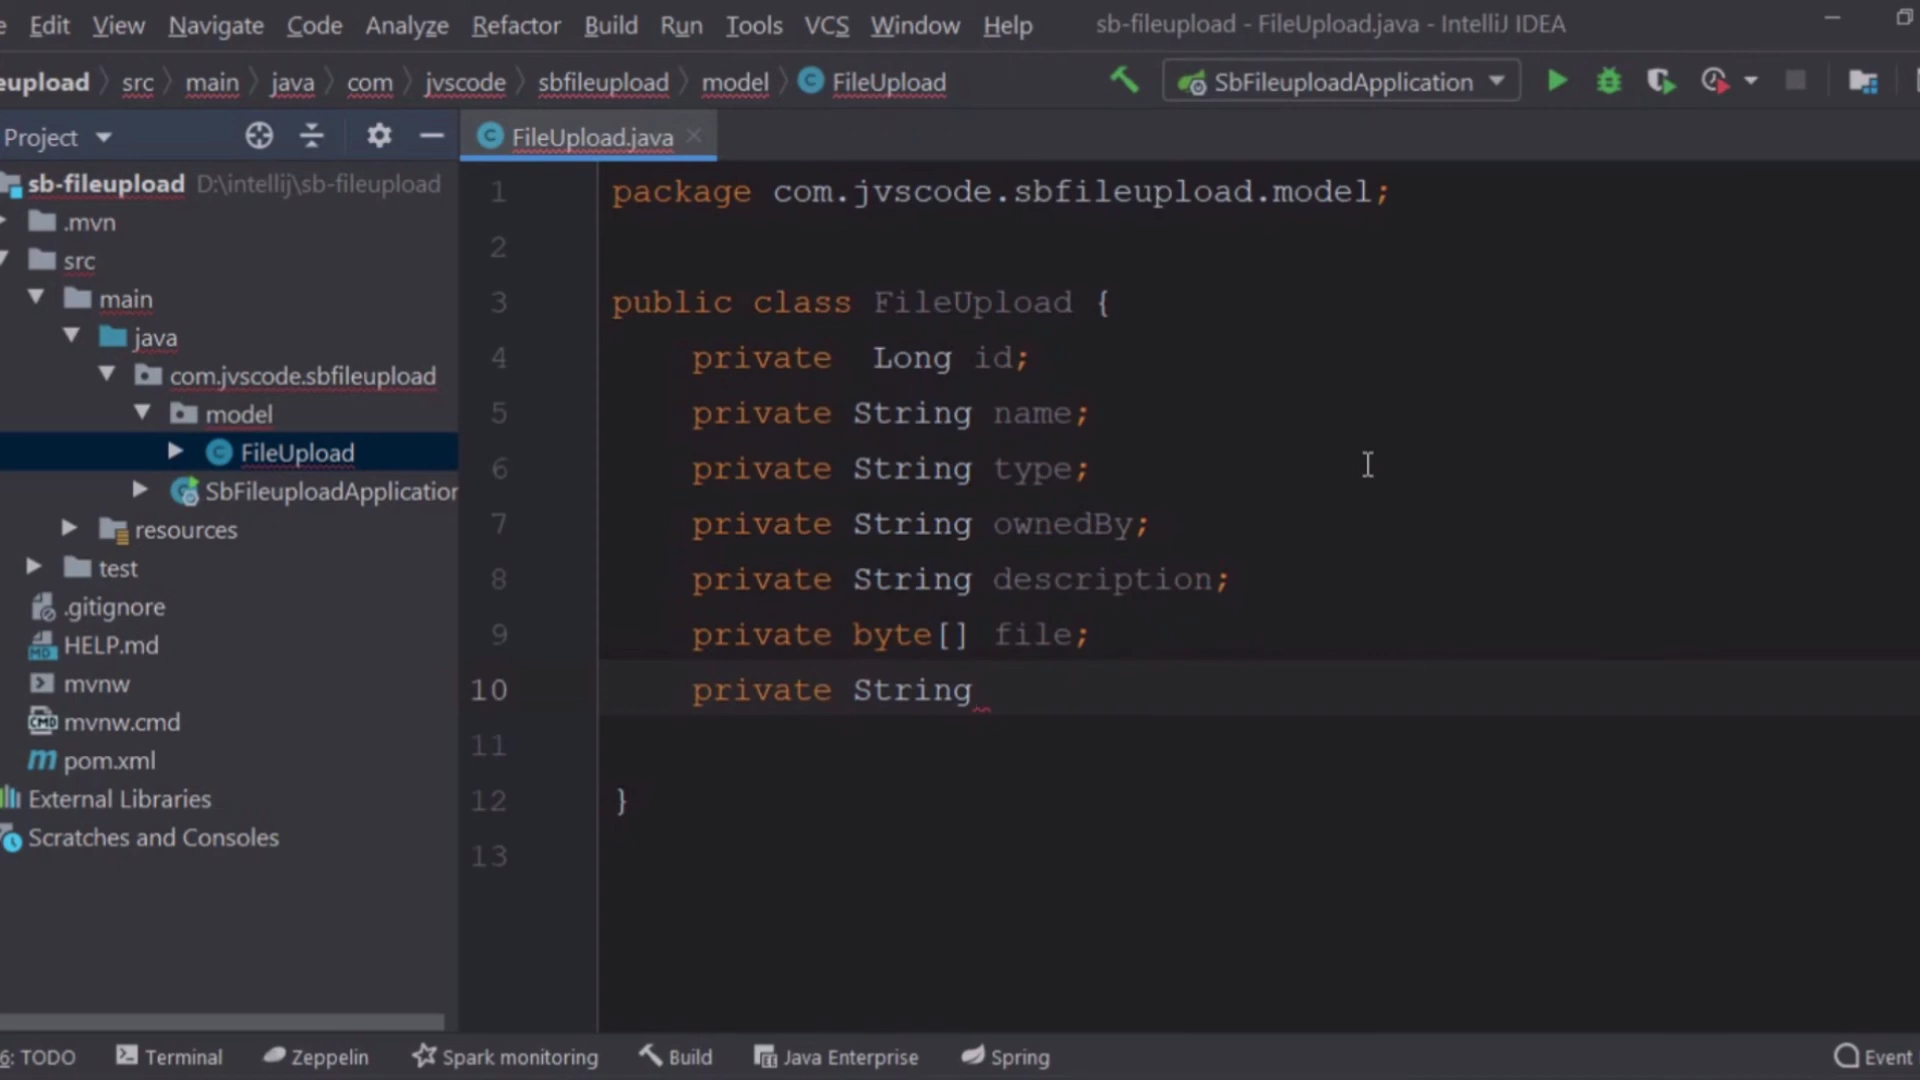 Edit View Navigate Code Analyze Refactor Build Run Tools VCS Window Help sb-fileupload - FileUpload.java - IntelliJ IDEA
eupload src main java com jvscode sbfileupload model FileUpload SbFileuploadApplication
Project FileUpload.java
sb-fileupload D:\intellij\sb-fileupload
.mvn
src
main
java
com.jvscode.sbfileupload
model
FileUpload
SbFileuploadApplication
resources
test
.gitignore
HELP.md
mvnw
mvnw.cmd
pom.xml
External Libraries
Scratches and Consoles
1 package com.jvscode.sbfileupload.model;
2
3 public class FileUpload {
4 private  Long id;
5 private String name;
6 private String type;
7 private String ownedBy;
8 private String description;
9 private byte[] file;
10 private String
11
12 }
13
6: TODO Terminal Zeppelin Spark monitoring Build Java Enterprise Spring Event